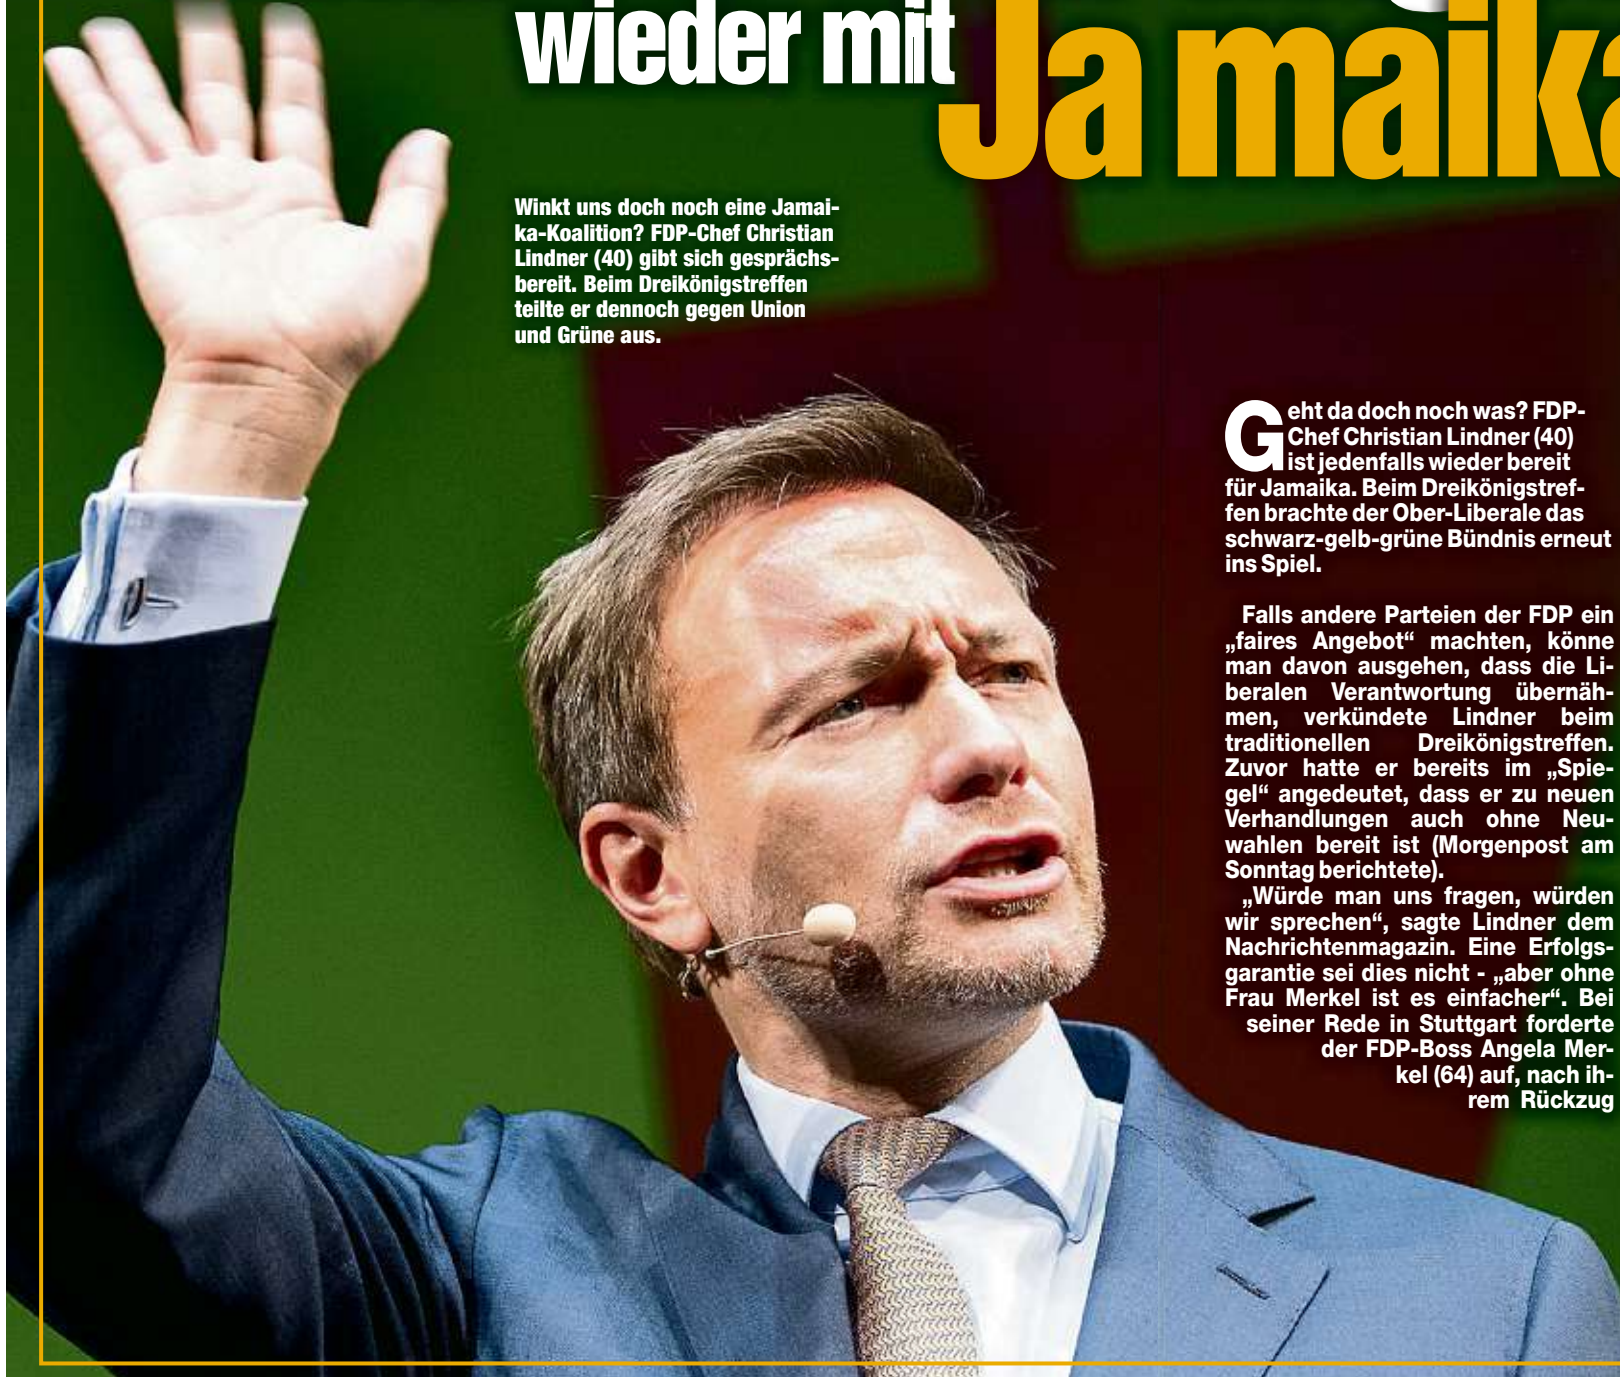 wieder mit
Jamaika
Winkt uns doch noch eine Jamai-
ka-Koalition? FDP-Chef Christian
Lindner (40) gibt sich gesprächs-
bereit. Beim Dreikönigstreffen
teilte er dennoch gegen Union
und Grüne aus.
Geht da doch noch was? FDP-
Chef Christian Lindner (40)
ist jedenfalls wieder bereit
für Jamaika. Beim Dreikönigstref-
fen brachte der Ober-Liberale das
schwarz-gelb-grüne Bündnis erneut
ins Spiel.
Falls andere Parteien der FDP ein
„faires Angebot“ machten, könne
man davon ausgehen, dass die Li-
beralen Verantwortung übernäh-
men, verkündete Lindner beim
traditionellen Dreikönigstreffen.
Zuvor hatte er bereits im „Spie-
gel“ angedeutet, dass er zu neuen
Verhandlungen auch ohne Neu-
wahlen bereit ist (Morgenpost am
Sonntag berichtete).
„Würde man uns fragen, würden
wir sprechen“, sagte Lindner dem
Nachrichtenmagazin. Eine Erfolgs-
garantie sei dies nicht - „aber ohne
Frau Merkel ist es einfacher“. Bei
seiner Rede in Stuttgart forderte
der FDP-Boss Angela Mer-
kel (64) auf, nach ih-
rem Rückzug